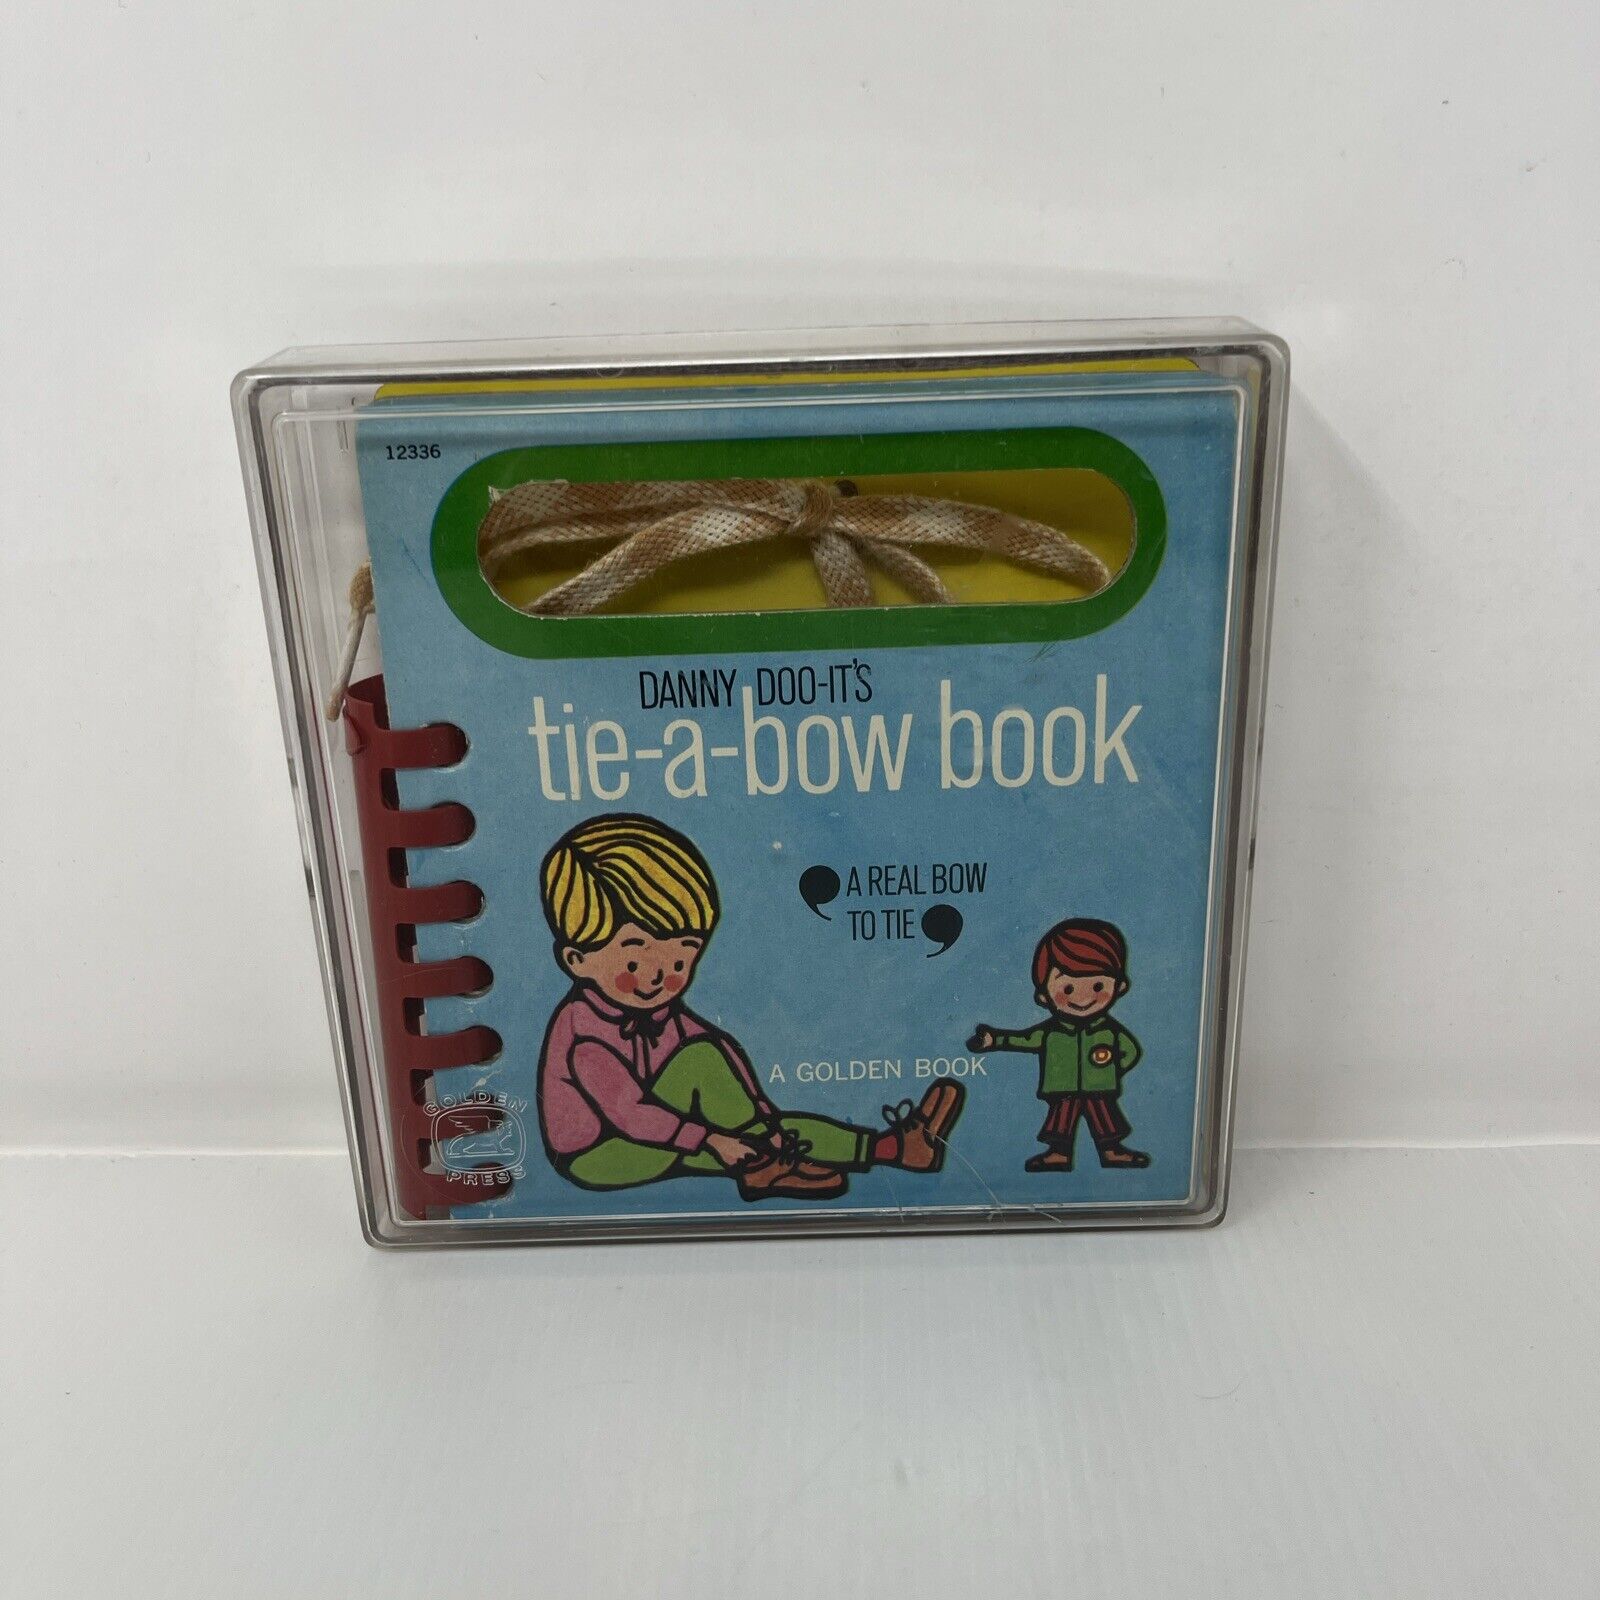 12336
DANNY DOO-IT'S
tie-a-bow book
❜A REAL BOW
TO TIE❜
A GOLDEN BOOK
GOLDEN
PRESS